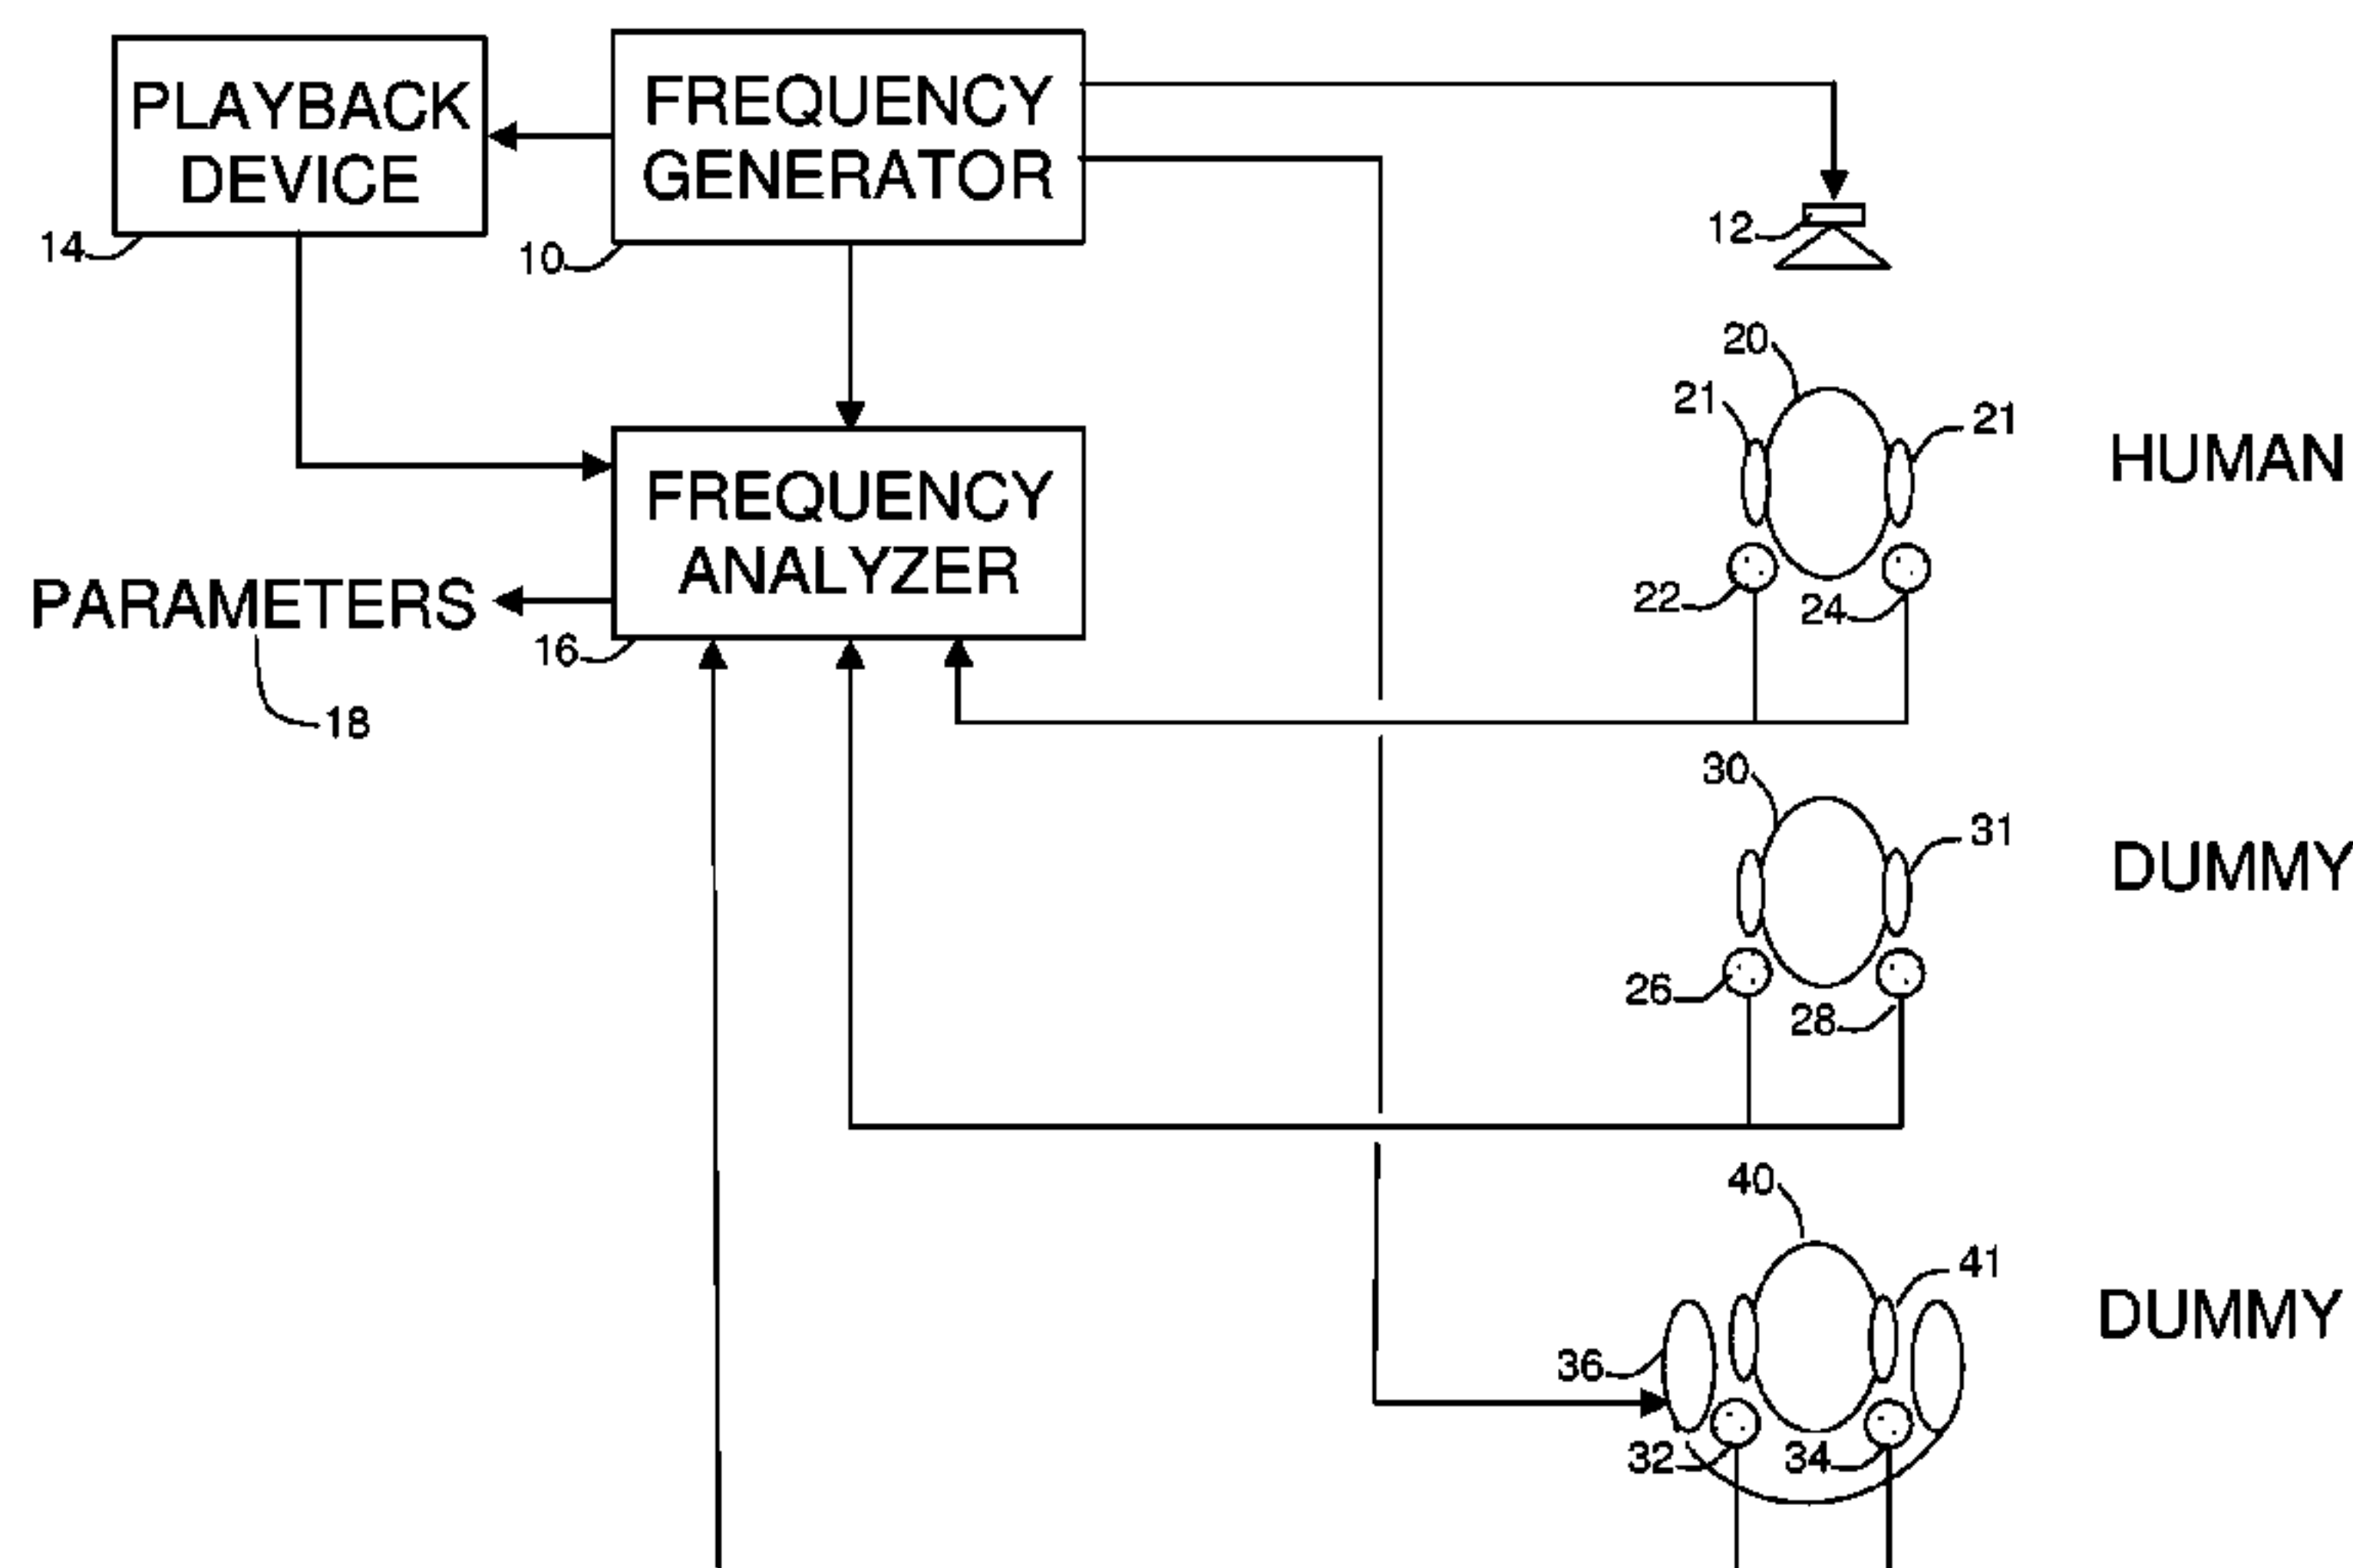 PLAYBACK
DEVICE
14
FREQUENCY
GENERATOR
10
12
20
21
21
HUMAN
FREQUENCY
ANALYZER
16
PARAMETERS
18
22
24
30
31
DUMMY
26
28
40
41
DUMMY
36
32
34